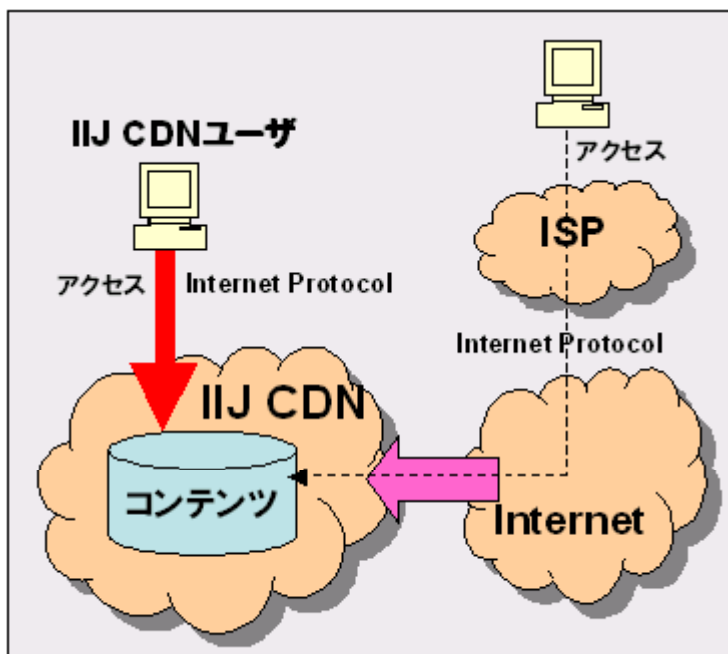 IIJ CDNユーザ
アクセス
Internet Protocol
IIJ CDN
コンテンツ
アクセス
ISP
Internet Protocol
Internet